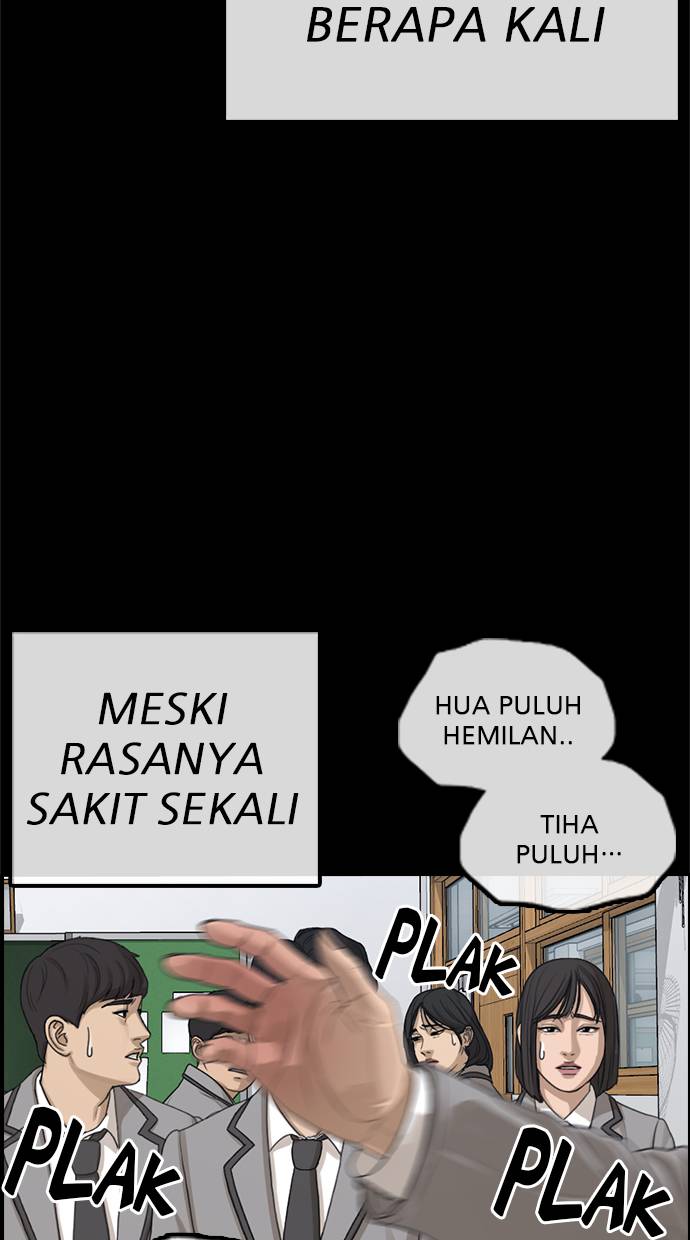 BERAPA KALI
MESKI
RASANYA
SAKIT SEKALI
HUA PULUH
HEMILAN..
TIHA
PULUH...
PLAK
PLAK
PLAK